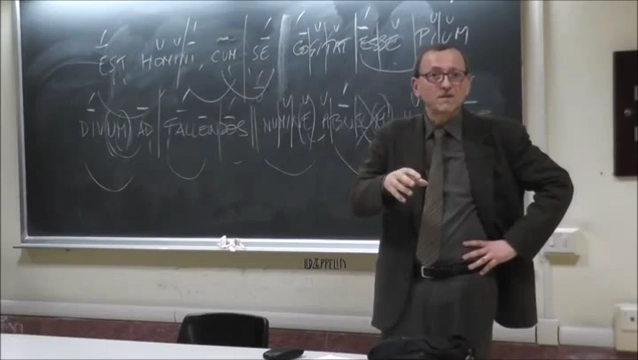 EST HOMINI, CUM SE COGITAT ESSE PIUM
DIVUM AD FALLENDOS NUMINE ABUSUM